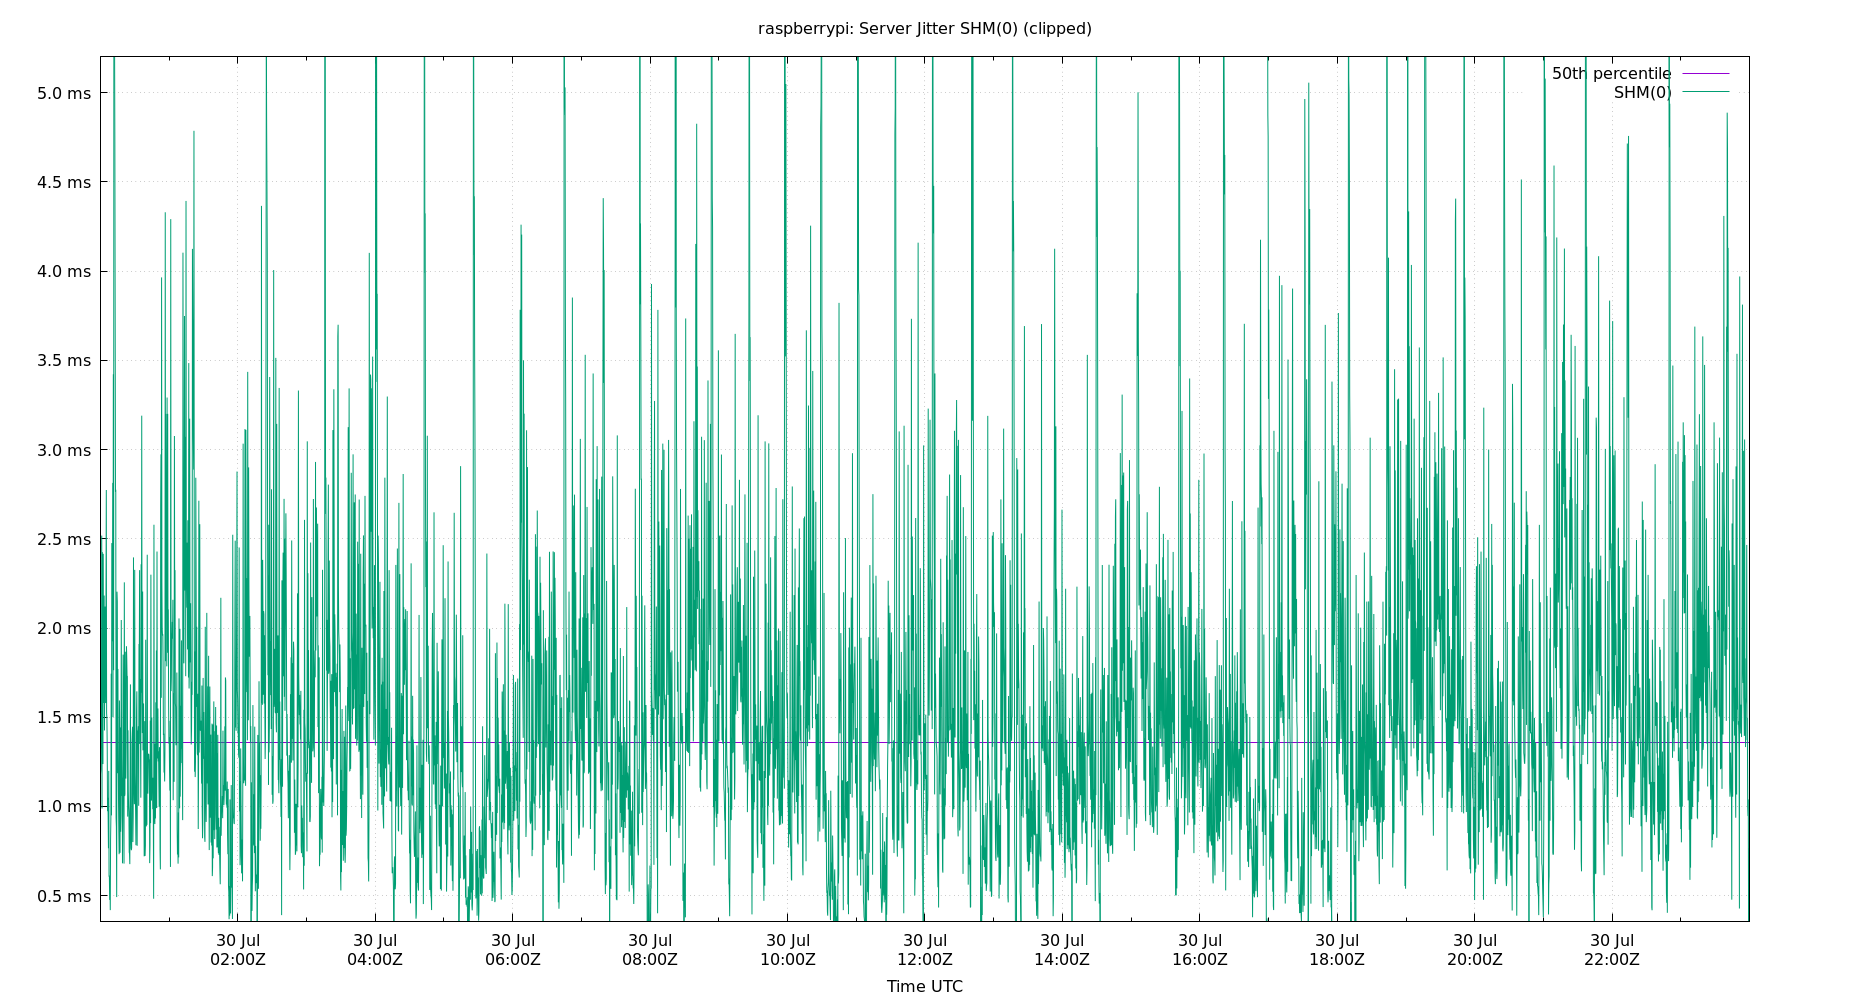 raspberrypi: Server Jitter SHM(0) (clipped)
50th percentile
SHM(0)
5.0 ms
4.5 ms
4.0 ms
3.5 ms
3.0 ms
2.5 ms
2.0 ms
1.5 ms
1.0 ms
0.5 ms
30 Jul 30 Jul 30 Jul 30 Jul 30 Jul 30 Jul 30 Jul 30 Jul 30 Jul 30 Jul 30 Jul
02:00Z 04:00Z 06:00Z 08:00Z 10:00Z 12:00Z 14:00Z 16:00Z 18:00Z 20:00Z 22:00Z
Time UTC